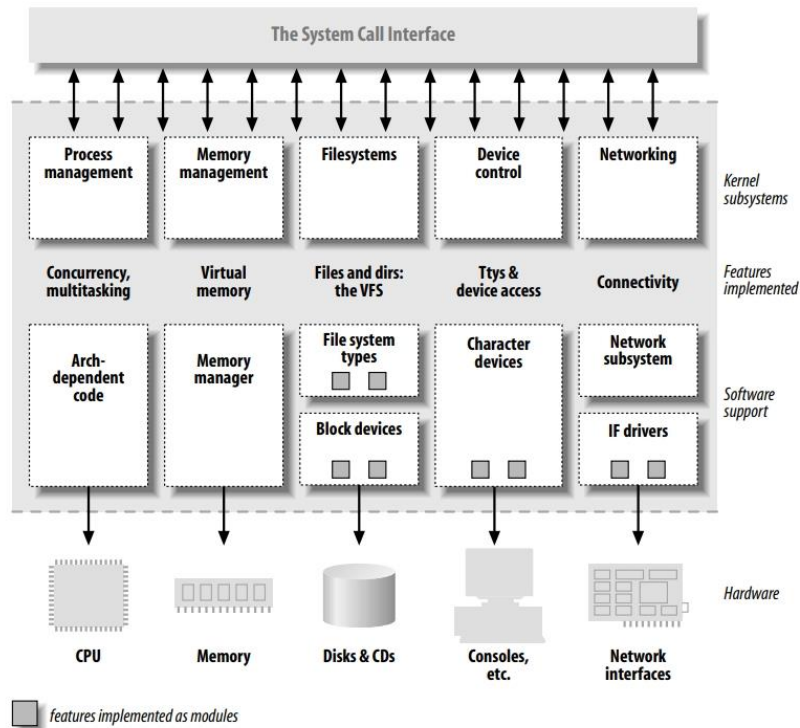 The System Call Interface
Process
management
Memory
management
Filesystems
Device
control
Networking
Kernel
subsystems
Concurrency,
multitasking
Virtual
memory
Files and dirs:
the VFS
Ttys &
device access
Connectivity
Features
implemented
Arch-
dependent
code
Memory
manager
File system
types
Block devices
Character
devices
Network
subsystem
IF drivers
Software
support
Hardware
CPU
Memory
Disks & CDs
Consoles,
etc.
Network
interfaces
features implemented as modules